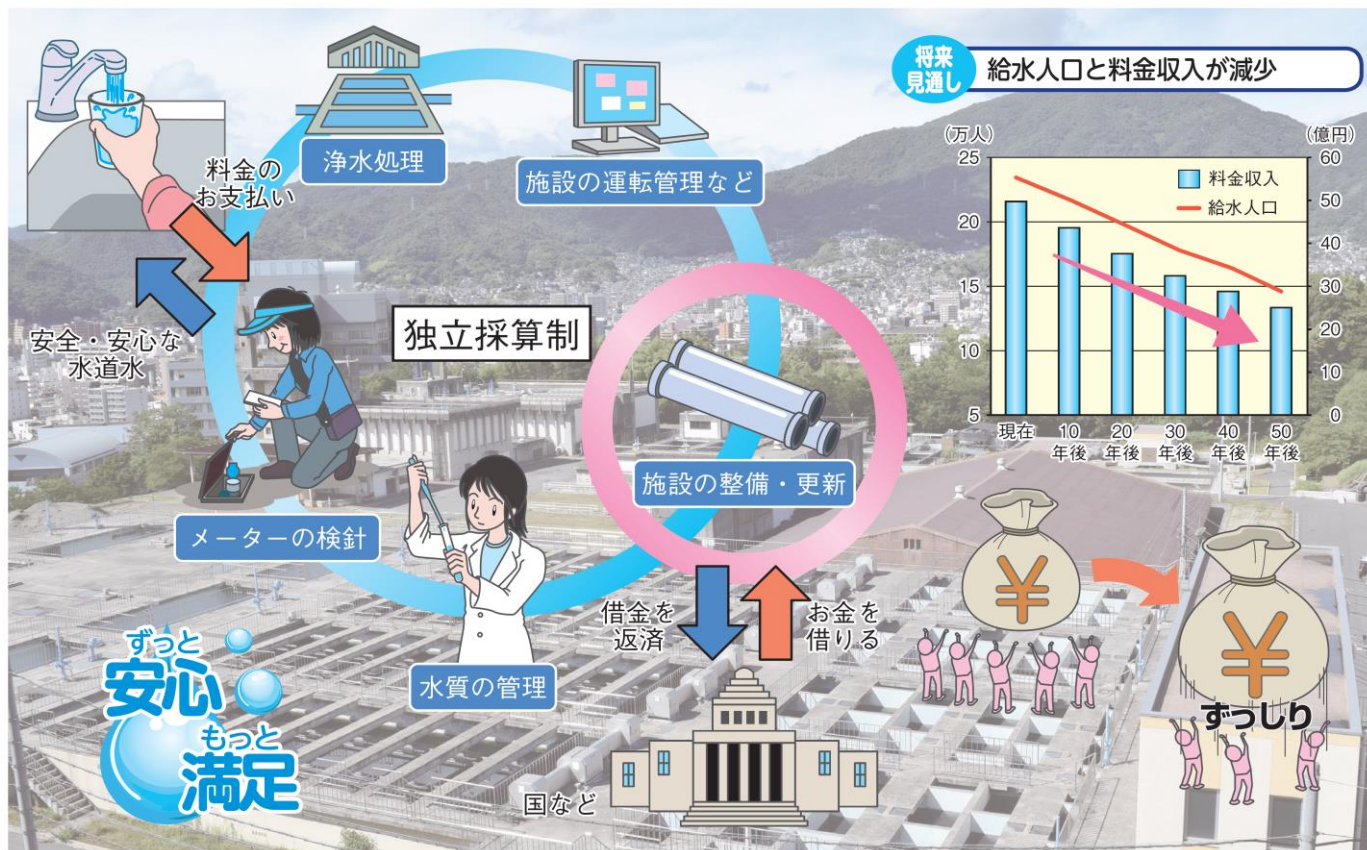 料金の
お支払い
安全・安心な
水道水
浄水処理
施設の運転管理など
独立採算制
メーターの検針
水質の管理
施設の整備・更新
借金を
返済
お金を
借りる
国など
ずっと
安心
もっと
満足
将来
見通し
給水人口と料金収入が減少
(万人)
(億円)
料金収入
給水人口
25
20
15
10
5
60
50
40
30
20
10
0
現在
10
年後
20
年後
30
年後
40
年後
50
年後
¥
¥
ずっしり